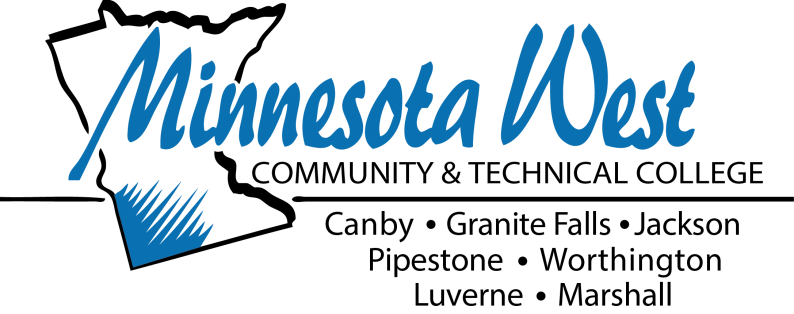 Minnesota West
COMMUNITY & TECHNICAL COLLEGE
Canby • Granite Falls • Jackson
Pipestone • Worthington
Luverne • Marshall